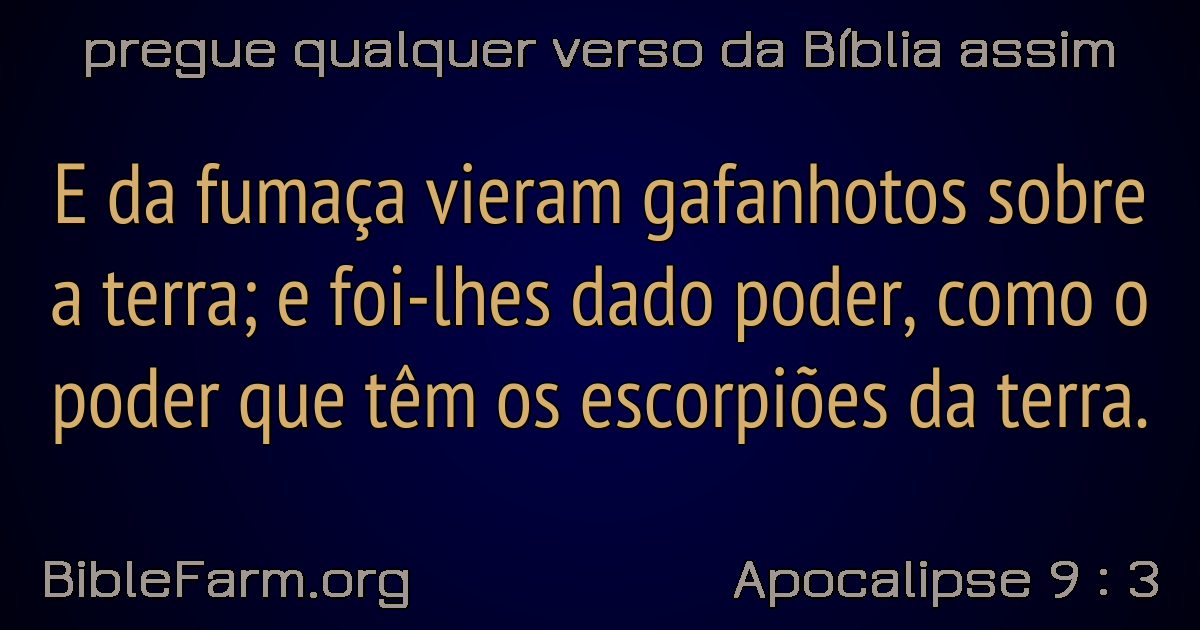 pregue qualquer verso da Bíblia assim
E da fumaça vieram gafanhotos sobre
a terra; e foi-lhes dado poder, como o
poder que têm os escorpiões da terra.
BibleFarm.org
Apocalipse 9 : 3